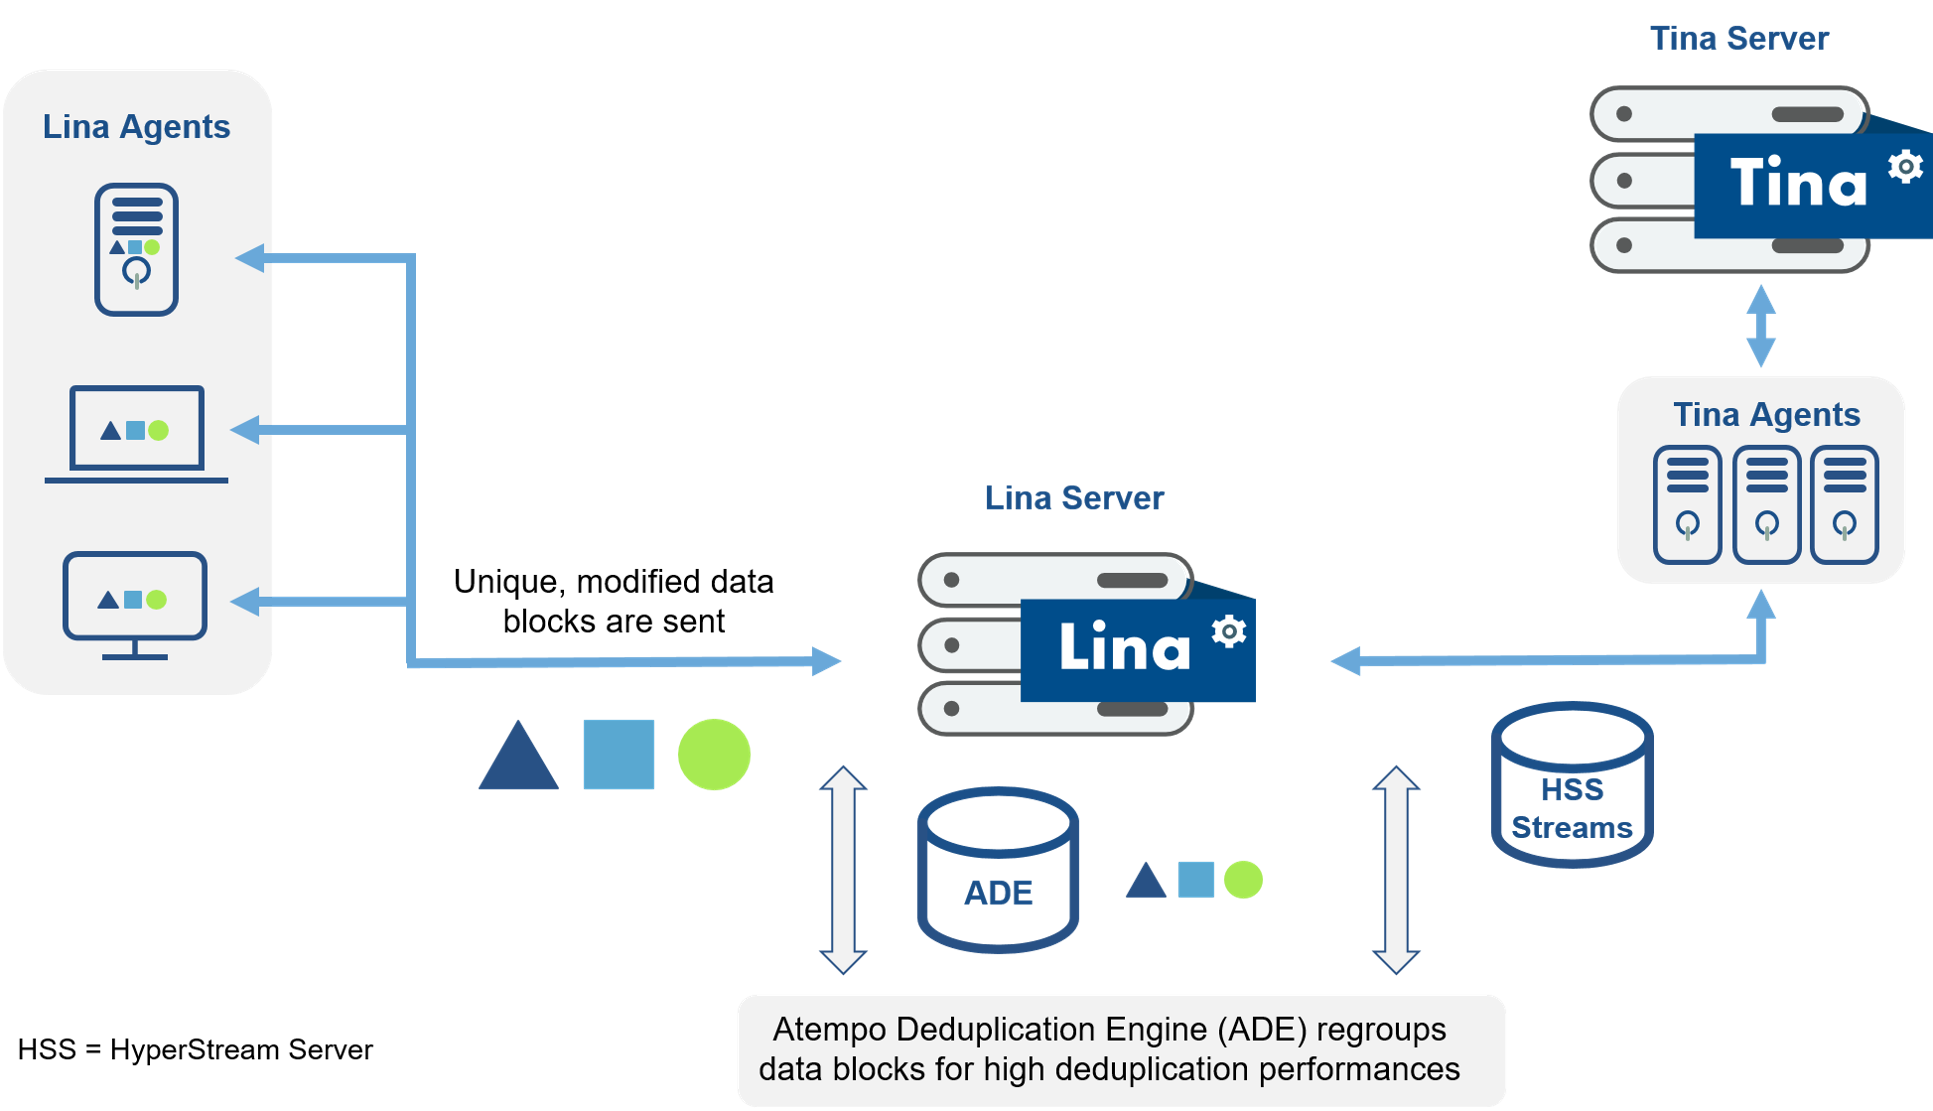 Tina Server
Tina
Lina Agents
Tina Agents
Lina Server
Unique, modified data
blocks are sent
Lina
HSS
Streams
ADE
Atempo Deduplication Engine (ADE) regroups
data blocks for high deduplication performances
HSS = HyperStream Server